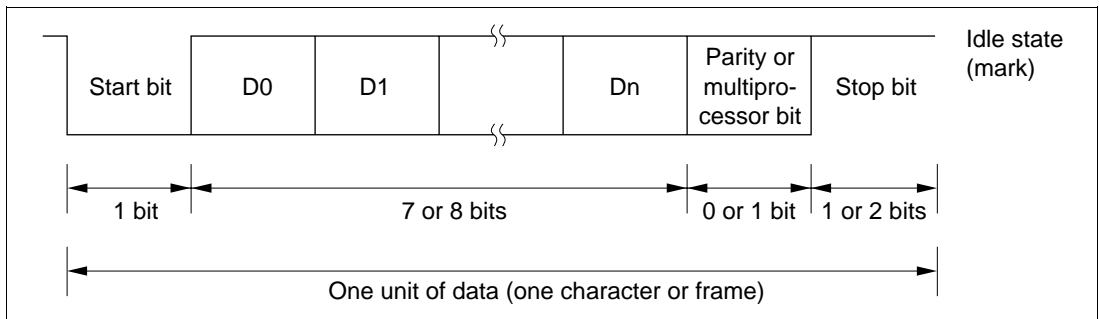 Idle state
(mark)
Start bit
D0
D1
Dn
Parity or
multipro-
cessor bit
Stop bit
1 bit
7 or 8 bits
0 or 1 bit
1 or 2 bits
One unit of data (one character or frame)